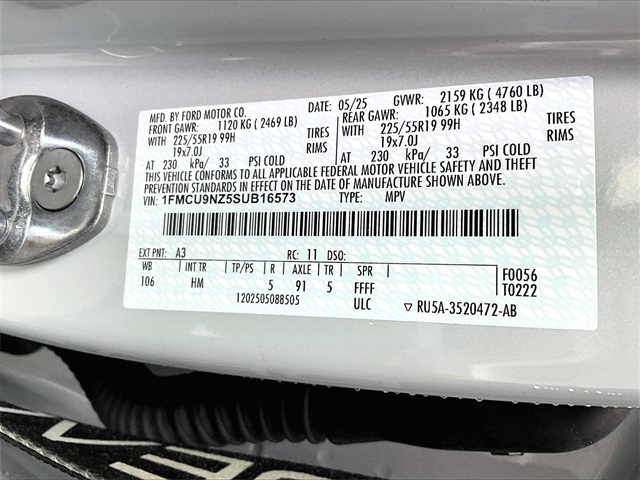 MFD. BY FORD MOTOR CO. DATE: 05/25 GVWR: 2159 KG ( 4760 LB)
FRONT GAWR: 1120 KG ( 2469 LB) REAR GAWR: 1065 KG ( 2348 LB)
WITH 225/55R19 99H TIRES WITH 225/55R19 99H TIRES
19x7.0J RIMS 19x7.0J RIMS
AT 230 kPa/ 33 PSI COLD AT 230 kPa/ 33 PSI COLD
THIS VEHICLE CONFORMS TO ALL APPLICABLE FEDERAL MOTOR VEHICLE SAFETY AND THEFT
PREVENTION STANDARDS IN EFFECT ON THE DATE OF MANUFACTURE SHOWN ABOVE.
VIN: 1FMCU9NZ5SUB16573 TYPE: MPV
EXT PNT: A3 RC: 11 DSO:
WB INT TR TP/PS R AXLE TR SPR F0056
106 HM 5 91 5 FFFF T0222
1202505088505 ULC RU5A-3520472-AB